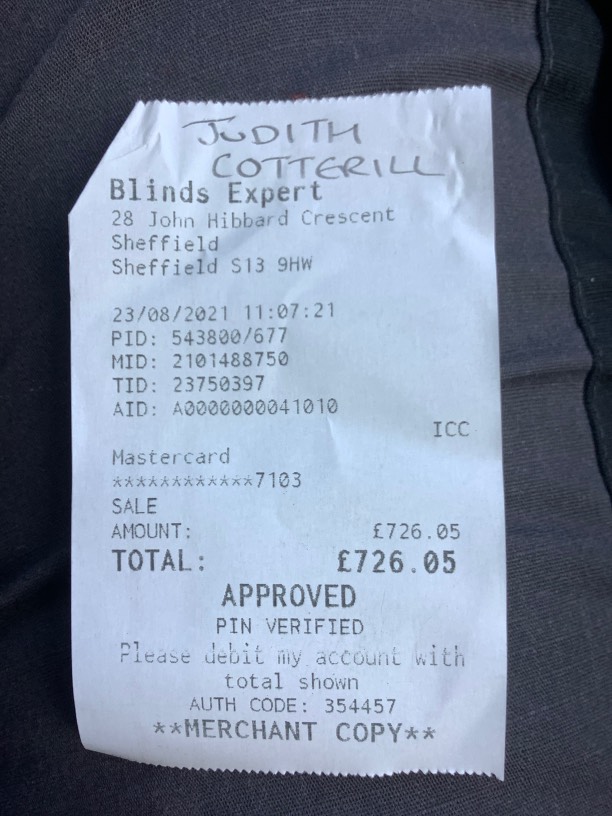 JUDITH
COTTERILL
Blinds Expert
28 John Hibbard Crescent
Sheffield
Sheffield S13 9HW
23/08/2021 11:07:21
PID: 543800/677
MID: 2101488750
TID: 23750397
AID: A0000000041010
ICC
Mastercard
************7103
SALE
AMOUNT: £726.05
TOTAL: £726.05
APPROVED
PIN VERIFIED
Please debit my account with
total shown
AUTH CODE: 354457
**MERCHANT COPY**